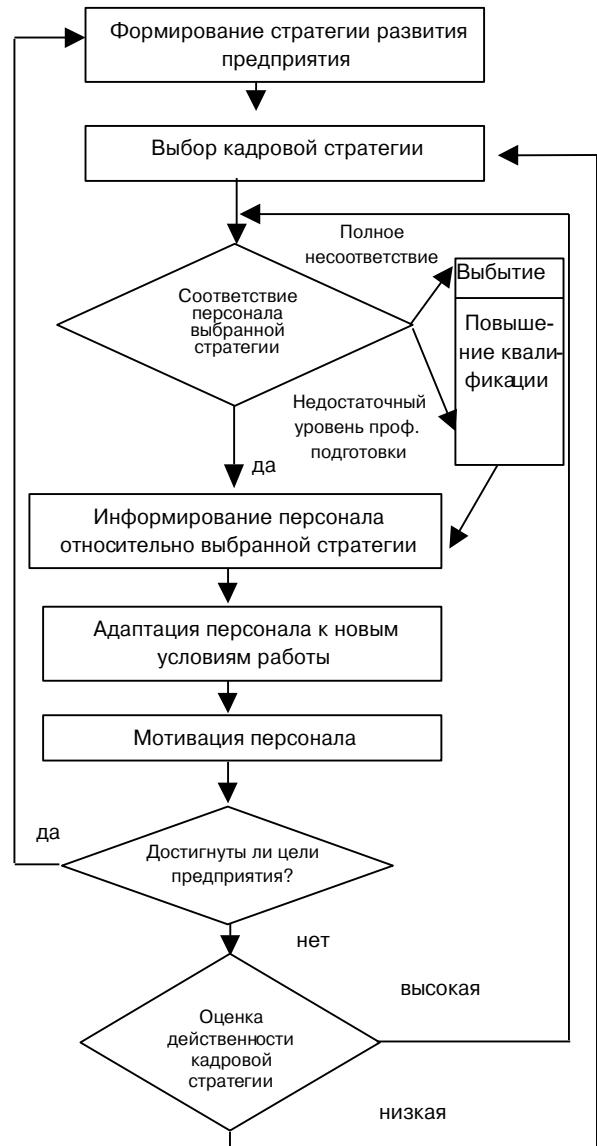 Формирование стратегии развития
предприятия
Выбор кадровой стратегии
Полное
несоответствие
Выбытие
Соответствие
персонала
выбранной
стратегии
Повыше-
ние квали-
фикации
Недостаточный
уровень проф.
подготовки
да
Информирование персонала
относительно выбранной стратегии
Адаптация персонала к новым
условиям работы
Мотивация персонала
да
Достигнуты ли цели
предприятия?
нет
высокая
Оценка
действенности
кадровой
стратегии
низкая